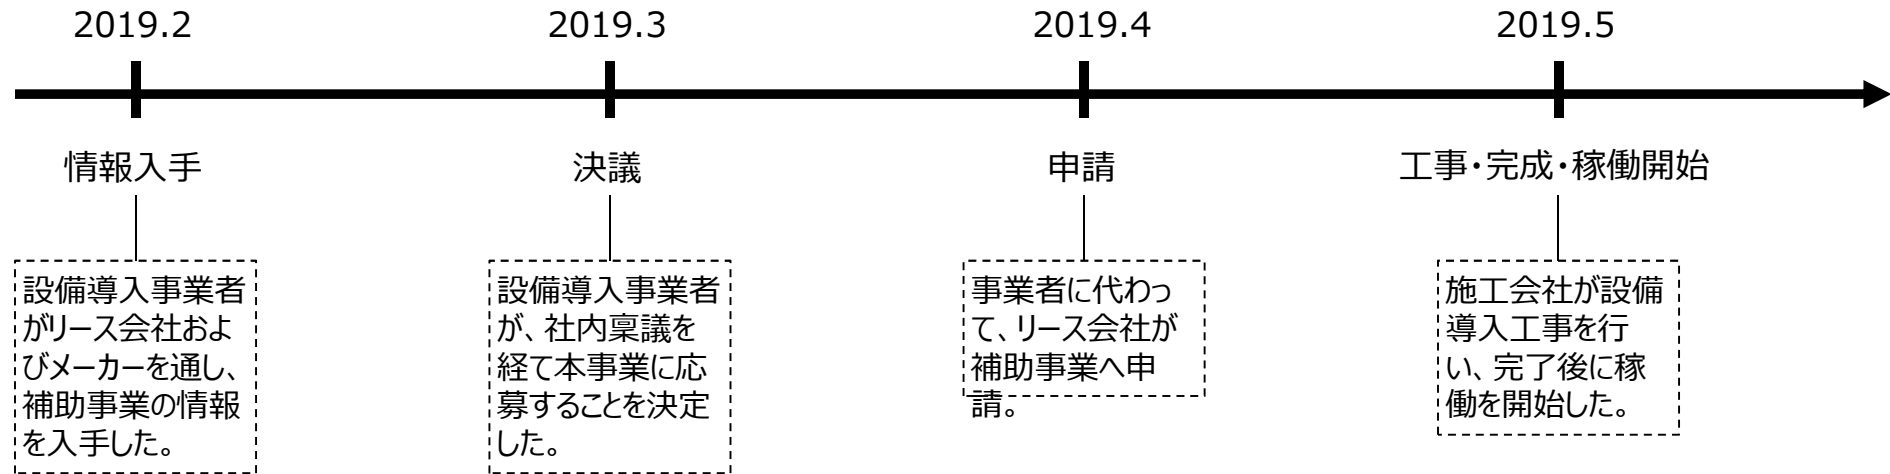 2019.2
2019.3
2019.4
2019.5
情報入手
決議
申請
工事・完成・稼働開始
設備導入事業者
がリース会社およ
びメーカーを通し、
補助事業の情報
を入手した。
設備導入事業者
が、社内稟議を
経て本事業に応
募することを決定
した。
事業者に代わっ
て、リース会社が
補助事業へ申
請。
施工会社が設備
導入工事を行
い、完了後に稼
働を開始した。